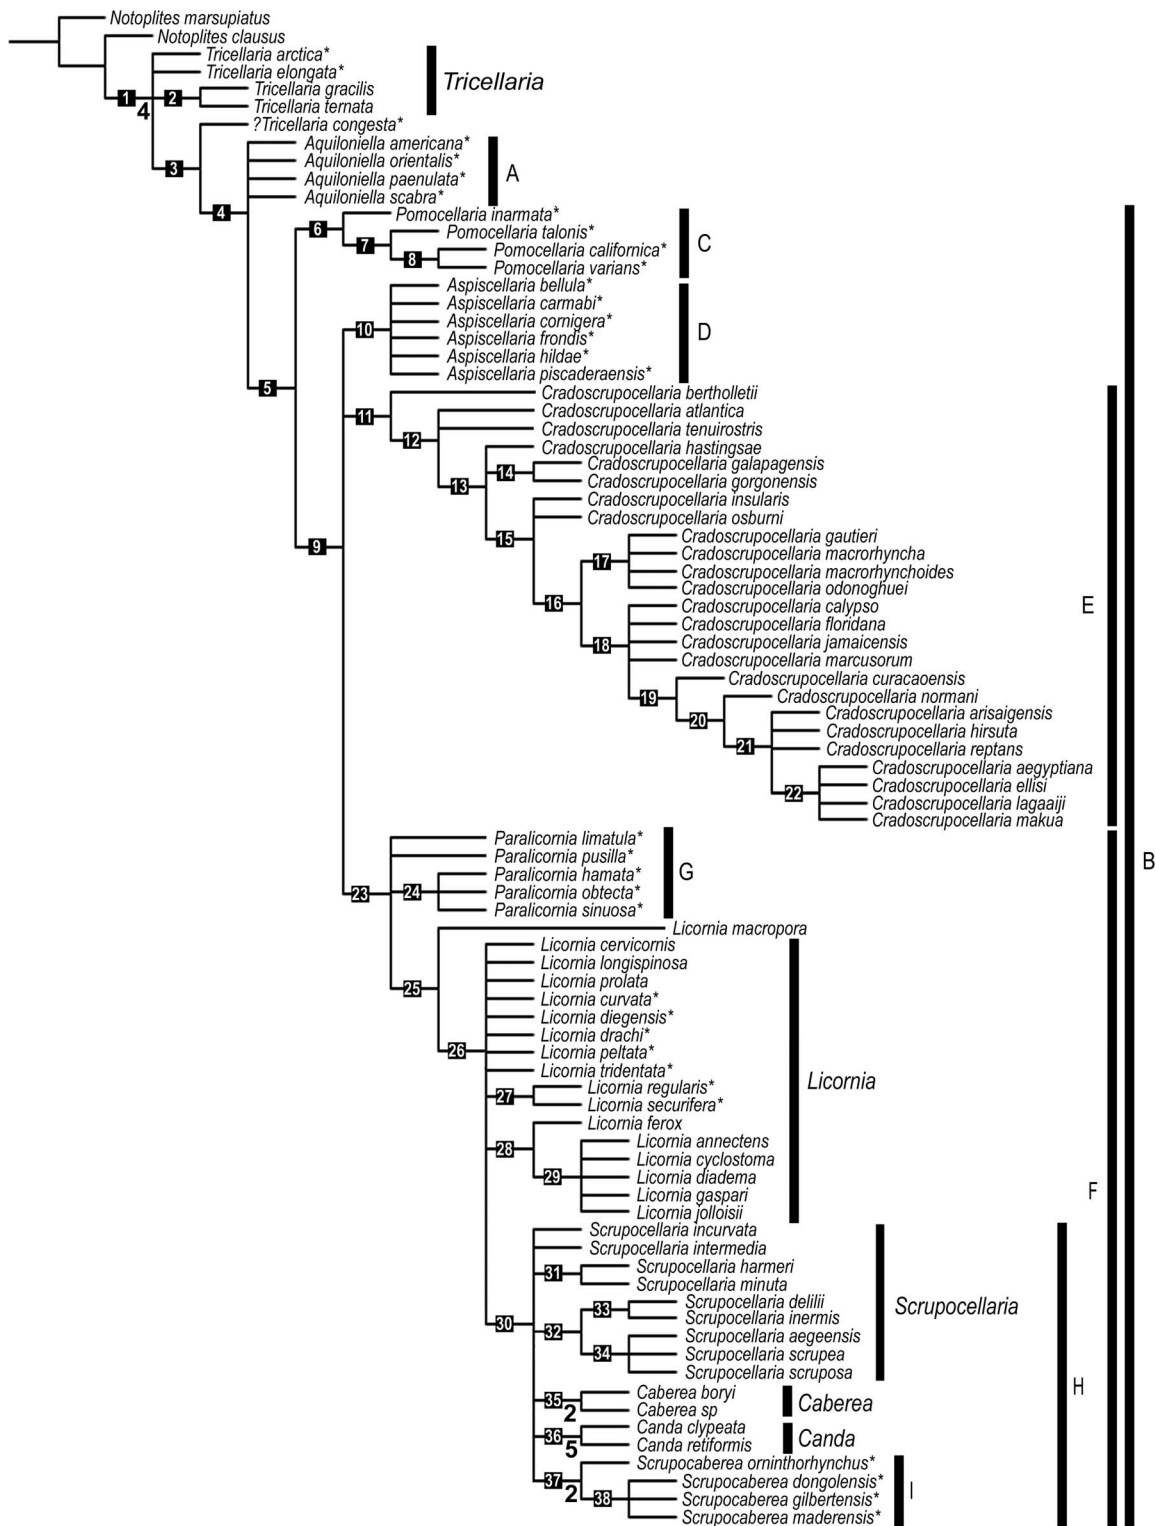 Notoplites marsupiatus
Notoplites clausus
Tricellaria arctica*
Tricellaria elongata*
Tricellaria gracilis
Tricellaria ternata
Tricellaria
1
4
2
?Tricellaria congesta*
3
Aquiloniella americana*
Aquiloniella orientalis*
Aquiloniella paenulata*
Aquiloniella scabra*
A
4
Pomocellaria inarmata*
Pomocellaria talonis*
Pomocellaria californica*
Pomocellaria varians*
C
6
7
8
Aspiscellaria bellula*
Aspiscellaria carmabi*
Aspiscellaria cornigera*
Aspiscellaria frondis*
Aspiscellaria hildae*
Aspiscellaria piscaderaensis*
D
10
5
Cradoscrupocellaria bertholletii
11
Cradoscrupocellaria atlantica
Cradoscrupocellaria tenuirostris
12
Cradoscrupocellaria hastingsae
Cradoscrupocellaria galapagensis
Cradoscrupocellaria gorgonensis
13
14
Cradoscrupocellaria insularis
Cradoscrupocellaria osburni
15
9
Cradoscrupocellaria gautieri
Cradoscrupocellaria macrorhyncha
Cradoscrupocellaria macrorhynchoides
Cradoscrupocellaria odonoghuei
17
16
Cradoscrupocellaria calypso
Cradoscrupocellaria floridana
Cradoscrupocellaria jamaicensis
Cradoscrupocellaria marcusorum
18
E
Cradoscrupocellaria curacaoensis
19
Cradoscrupocellaria normani
20
Cradoscrupocellaria arisaigensis
Cradoscrupocellaria hirsuta
Cradoscrupocellaria reptans
21
Cradoscrupocellaria aegyptiana
Cradoscrupocellaria ellisi
Cradoscrupocellaria lagaaiji
Cradoscrupocellaria makua
22
B
Paralicornia limatula*
Paralicornia pusilla*
Paralicornia hamata*
Paralicornia obtecta*
Paralicornia sinuosa*
G
23
24
Licornia macropora
25
Licornia cervicornis
Licornia longispinosa
Licornia prolata
Licornia curvata*
Licornia diegensis*
Licornia drachi*
Licornia peltata*
Licornia tridentata*
26
Licornia regularis*
Licornia securifera*
27
Licornia
Licornia ferox
28
Licornia annectens
Licornia cyclostoma
Licornia diadema
Licornia gaspari
Licornia jolloisii
29
F
Scrupocellaria incurvata
Scrupocellaria intermedia
Scrupocellaria harmeri
Scrupocellaria minuta
31
Scrupocellaria delilii
Scrupocellaria inermis
33
30
32
Scrupocellaria aegeensis
Scrupocellaria scrupea
Scrupocellaria scruposa
34
Scrupocellaria
H
Caberea boryi
Caberea sp
35
2
Caberea
Canda clypeata
Canda retiformis
36
5
Canda
Scrupocaberea orninthorhynchus*
37
2
Scrupocaberea dongolensis*
Scrupocaberea gilbertensis*
Scrupocaberea maderensis*
38
I